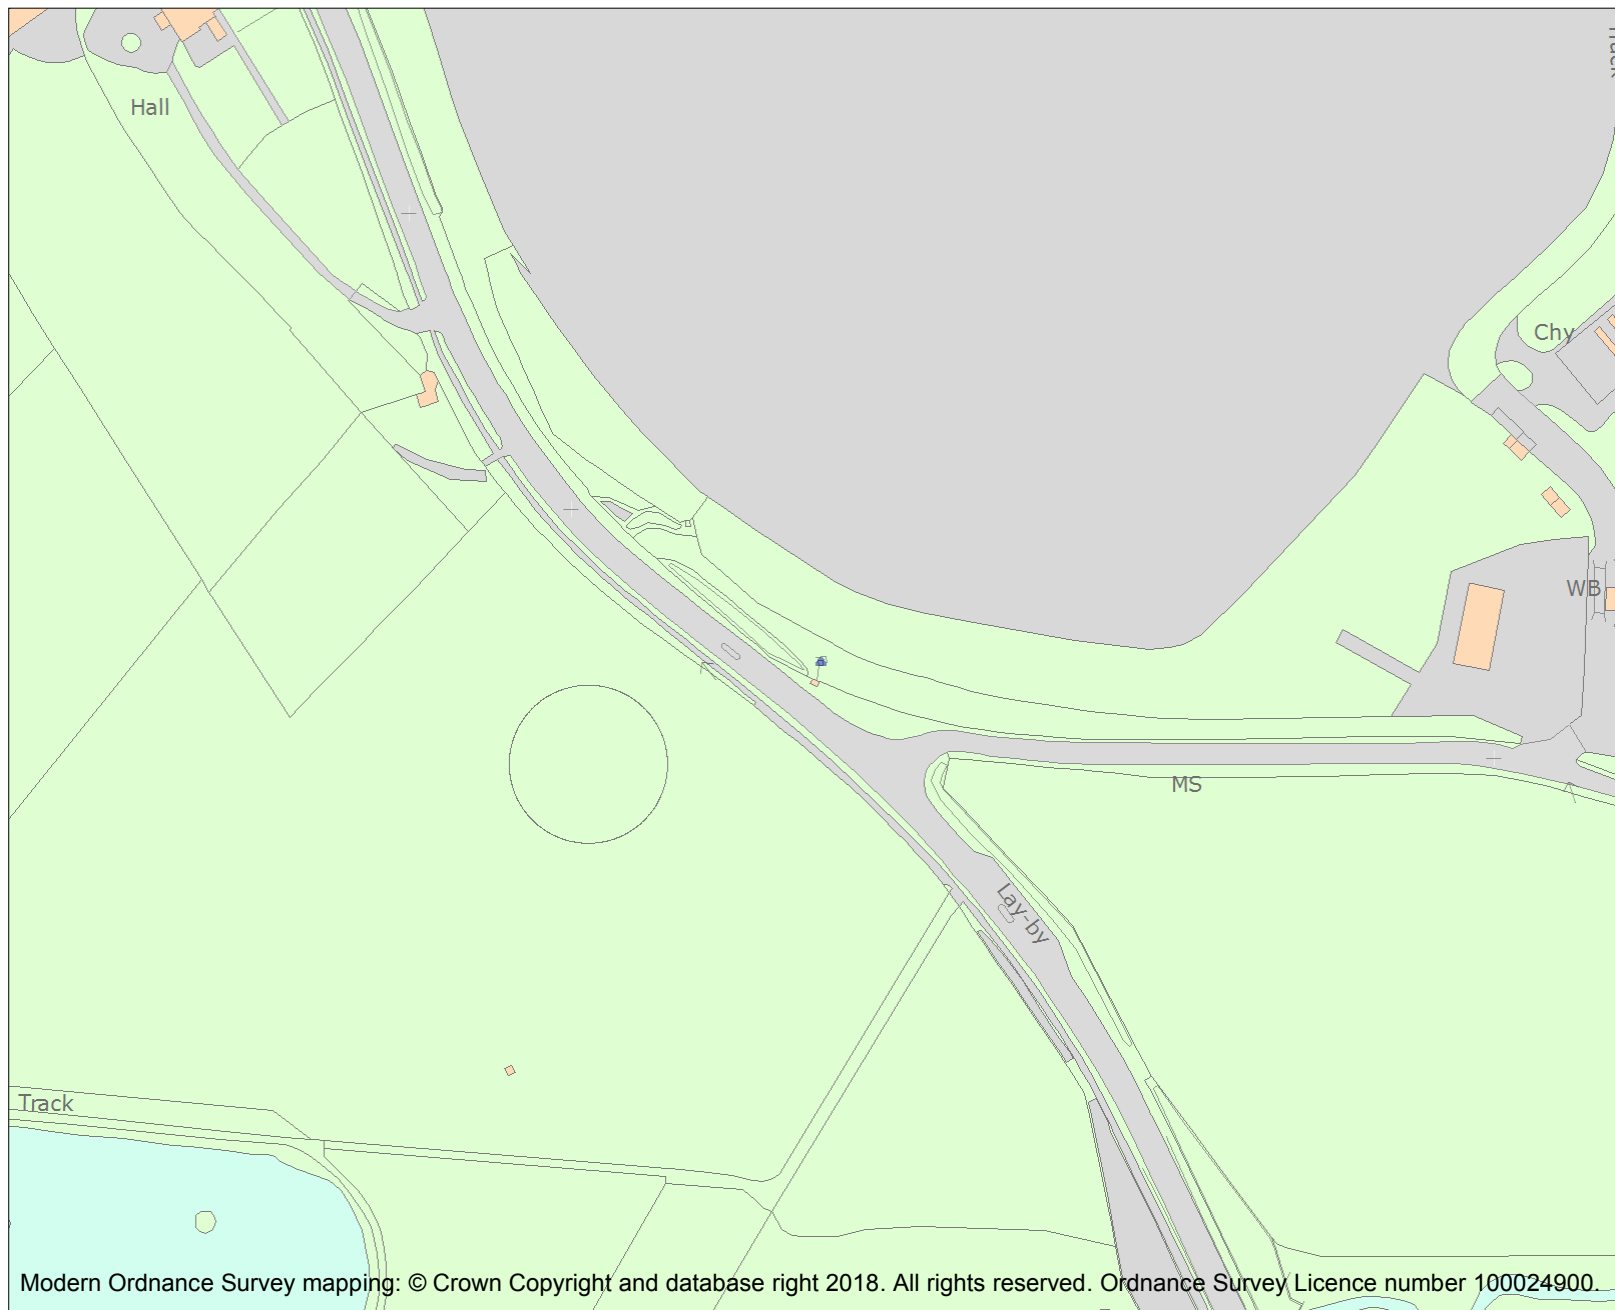 Hall
Chy
WB
MS
Lay-by
Track
Modern Ordnance Survey mapping: © Crown Copyright and database right 2018. All rights reserved. Ordnance Survey Licence number 100024900.